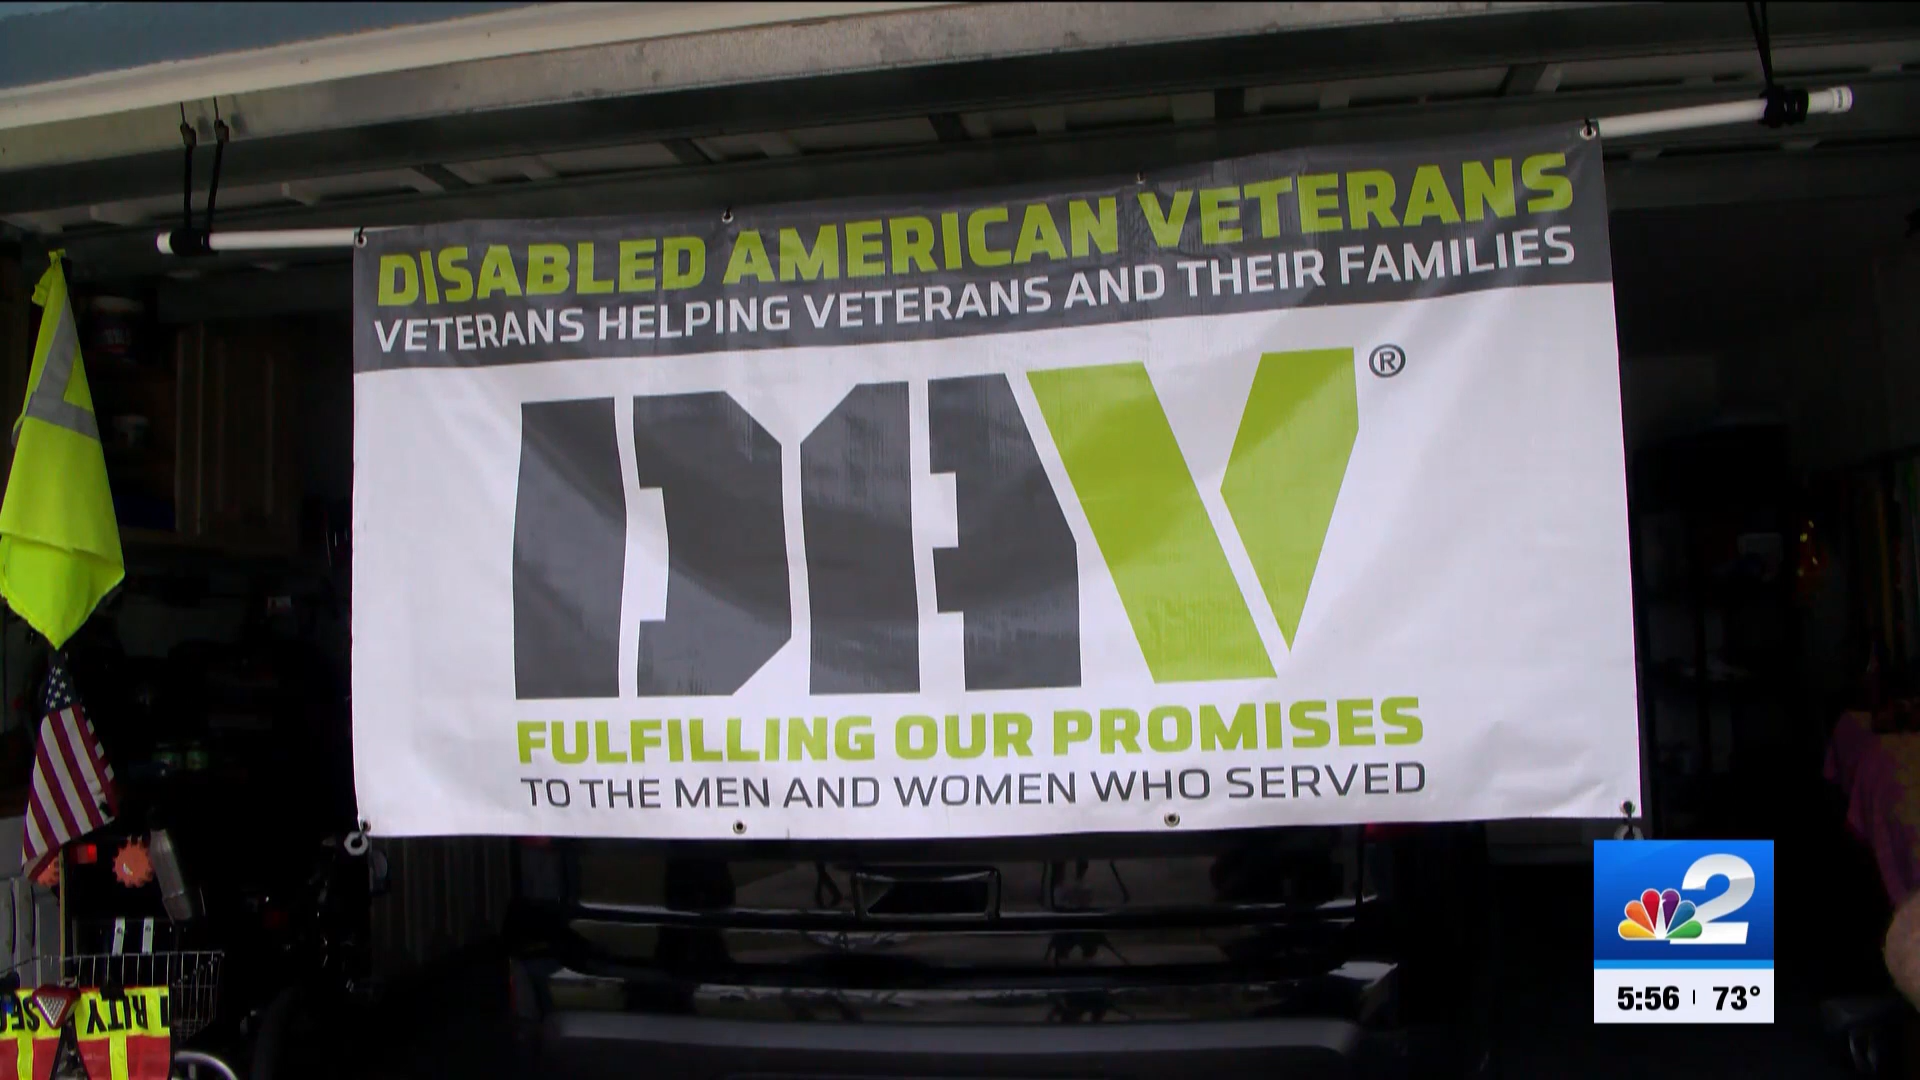 DISABLED AMERICAN VETERANS
VETERANS HELPING VETERANS AND THEIR FAMILIES
DAV®
FULFILLING OUR PROMISES
TO THE MEN AND WOMEN WHO SERVED
2
5:56 73°